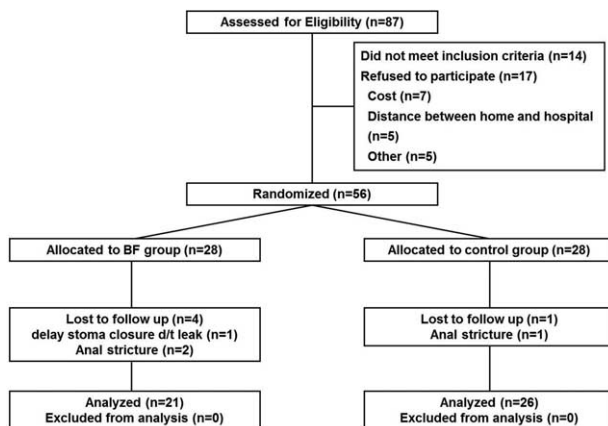 Assessed for Eligibility (n=87)
Did not meet inclusion criteria (n=14)
Refused to participate (n=17)
Cost (n=7)
Distance between home and hospital
(n=5)
Other (n=5)
Randomized (n=56)
Allocated to BF group (n=28)
Allocated to control group (n=28)
Lost to follow up (n=4)
delay stoma closure d/t leak (n=1)
Anal stricture (n=2)
Lost to follow up (n=1)
Anal stricture (n=1)
Analyzed (n=21)
Excluded from analysis (n=0)
Analyzed (n=26)
Excluded from analysis (n=0)